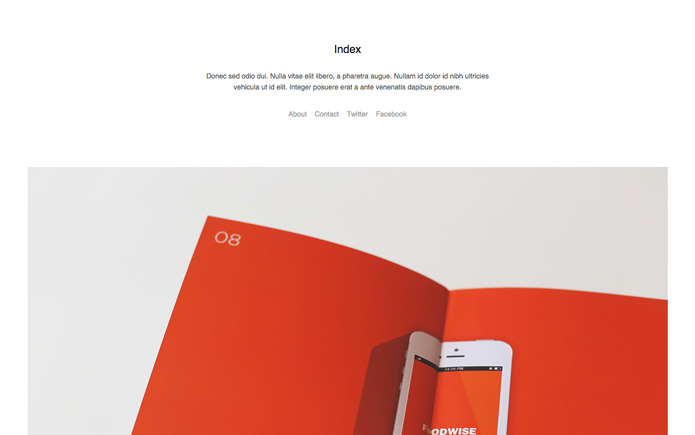 Index
Donec sed odio dui. Nulla vitae elit libero, a pharetra augue. Nullam id dolor id nibh ultricies
vehicula ut id elit. Integer posuere erat a ante venenatis dapibus posuere.
About Contact Twitter Facebook
08